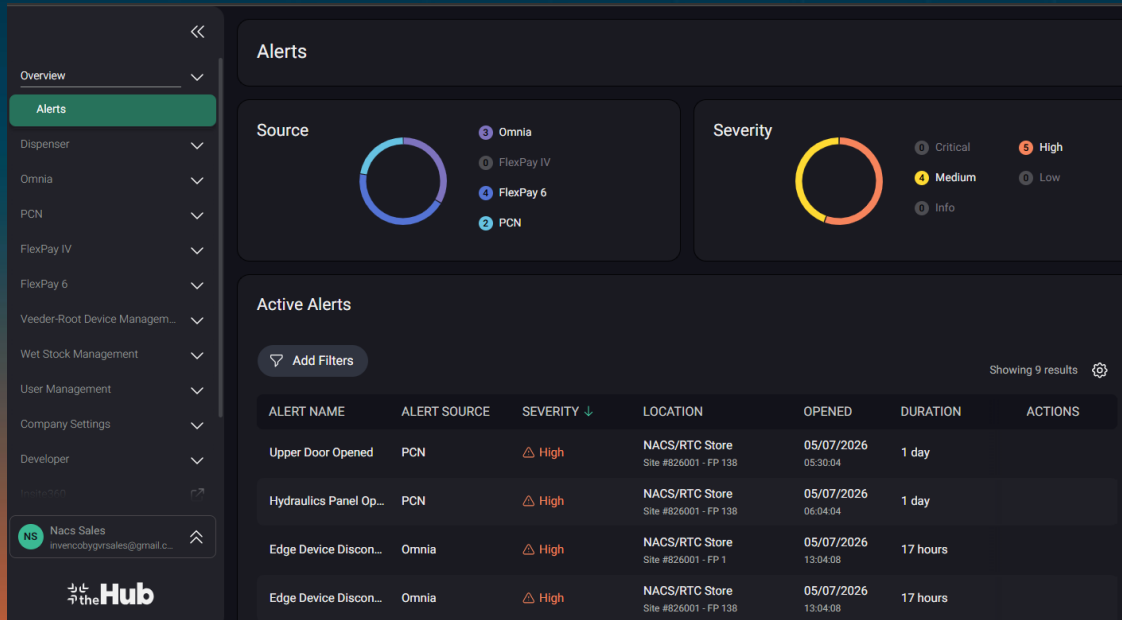 Overview
Alerts
Dispenser
Omnia
PCN
FlexPay IV
FlexPay 6
Veeder-Root Device Managem...
Wet Stock Management
User Management
Company Settings
Developer
Insite360
NS
Nacs Sales
invencobygvrsales@gmail.c...
theHub
Alerts
Source
3 Omnia
0 FlexPay IV
4 FlexPay 6
2 PCN
Severity
0 Critical
5 High
4 Medium
0 Low
0 Info
Active Alerts
Add Filters
Showing 9 results
ALERT NAME ALERT SOURCE SEVERITY ↓ LOCATION OPENED DURATION ACTIONS
Upper Door Opened PCN High NACS/RTC Store 05/07/2026 1 day
Site #826001 - FP 138 05:30:04
Hydraulics Panel Op... PCN High NACS/RTC Store 05/07/2026 1 day
Site #826001 - FP 138 06:04:04
Edge Device Discon... Omnia High NACS/RTC Store 05/07/2026 17 hours
Site #826001 - FP 1 13:04:08
Edge Device Discon... Omnia High NACS/RTC Store 05/07/2026 17 hours
Site #826001 - FP 138 13:04:08